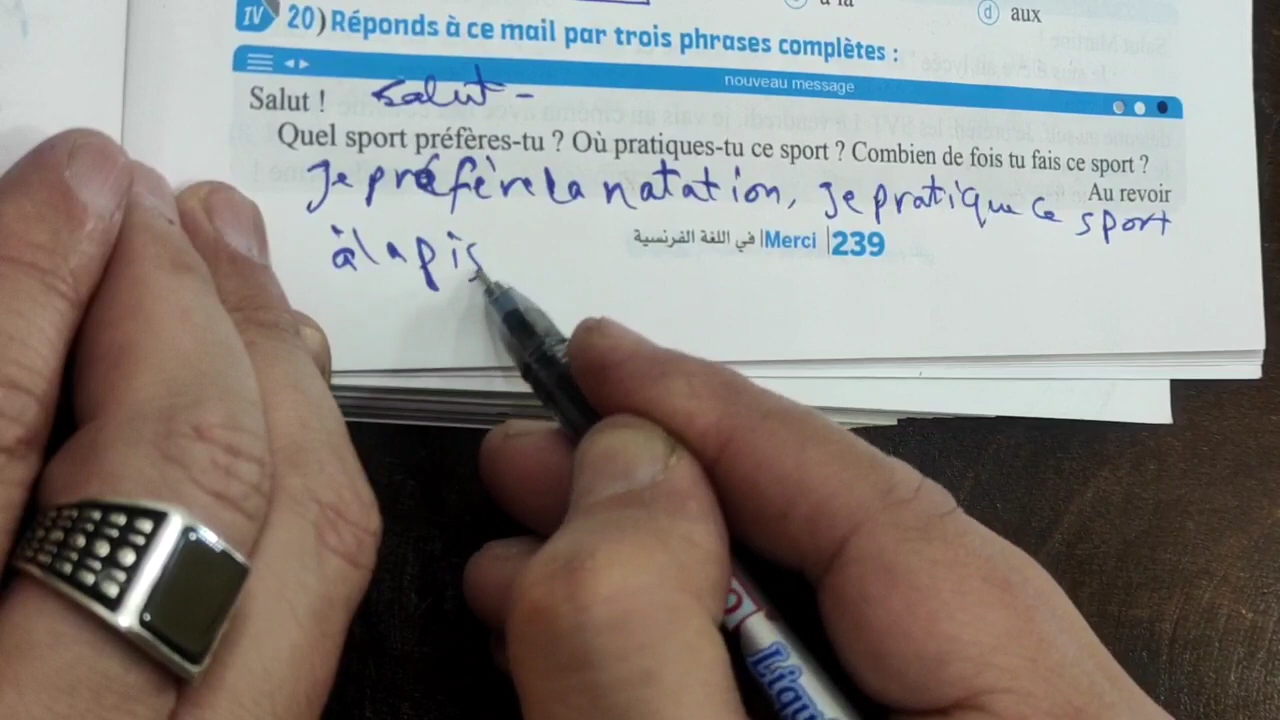 à la
d aux
IV 20) Réponds à ce mail par trois phrases complètes :
nouveau message
Salut ! Salut -
Quel sport préfères-tu ? Où pratiques-tu ce sport ? Combien de fois tu fais ce sport ?
Je préfère la natation, Je pratique ce sport
Au revoir
à la pis
في اللغة الفرنسية | Merci | 239